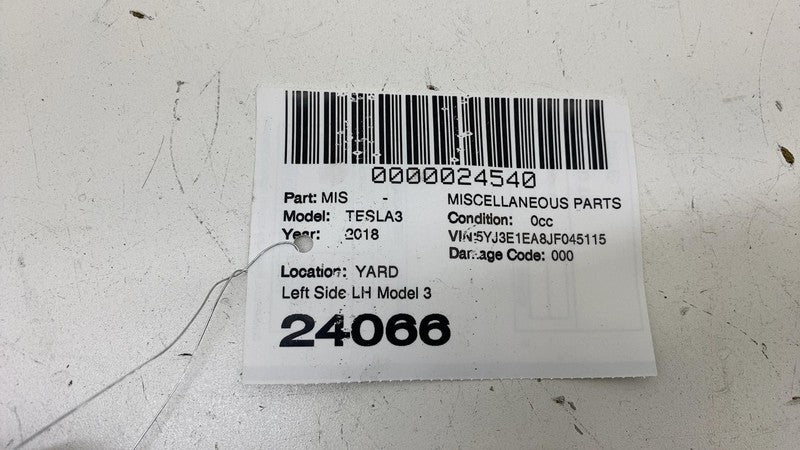 0000024540
Part: MIS - MISCELLANEOUS PARTS
Model: TESLA3 Condition: 0cc
Year: 2018 VIN:5YJ3E1EA8JF045115
Damage Code: 000
Location: YARD
Left Side LH Model 3
24066